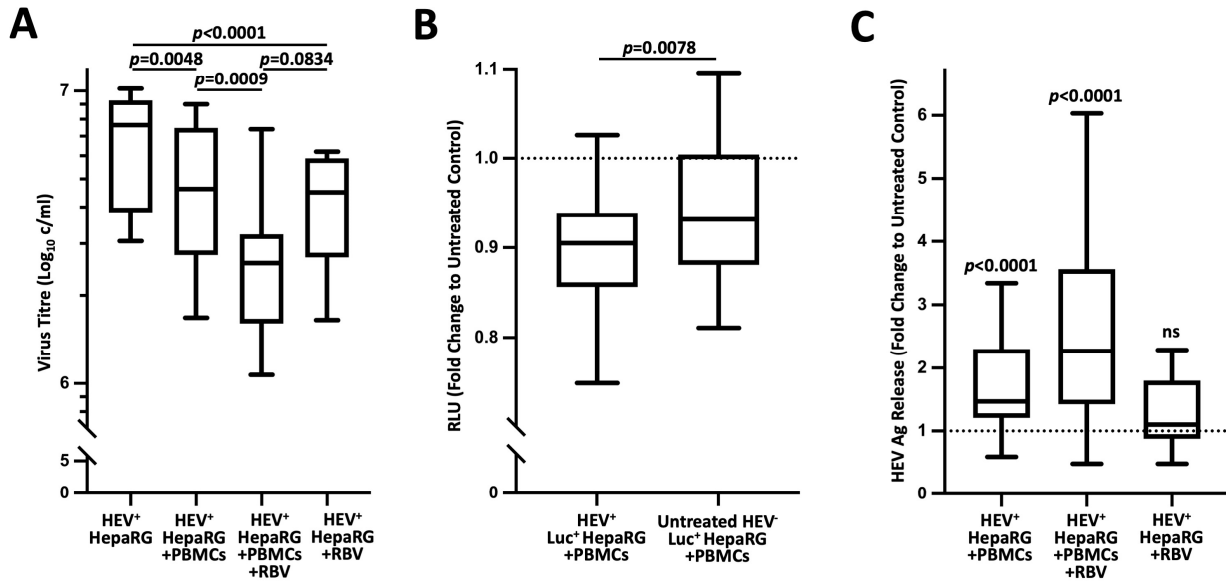 A
p<0.0001
p=0.0048
p=0.0834
p=0.0009
7
6
5
0
Virus Titre (Log₁₀ c/ml)
HEV⁺
HepaRG
HEV⁺
HepaRG
+PBMCs
HEV⁺
HepaRG
+PBMCs
+RBV
HEV⁺
HepaRG
+RBV
B
p=0.0078
1.1
1.0
0.9
0.8
0
RLU (Fold Change to Untreated Control)
HEV⁺
Luc⁺ HepaRG
+PBMCs
Untreated HEV⁻
Luc⁺ HepaRG
+PBMCs
C
p<0.0001
p<0.0001
ns
6
5
4
3
2
1
0
HEV Ag Release (Fold Change to Untreated Control)
HEV⁺
HepaRG
+PBMCs
HEV⁺
HepaRG
+PBMCs
+RBV
HEV⁺
HepaRG
+RBV